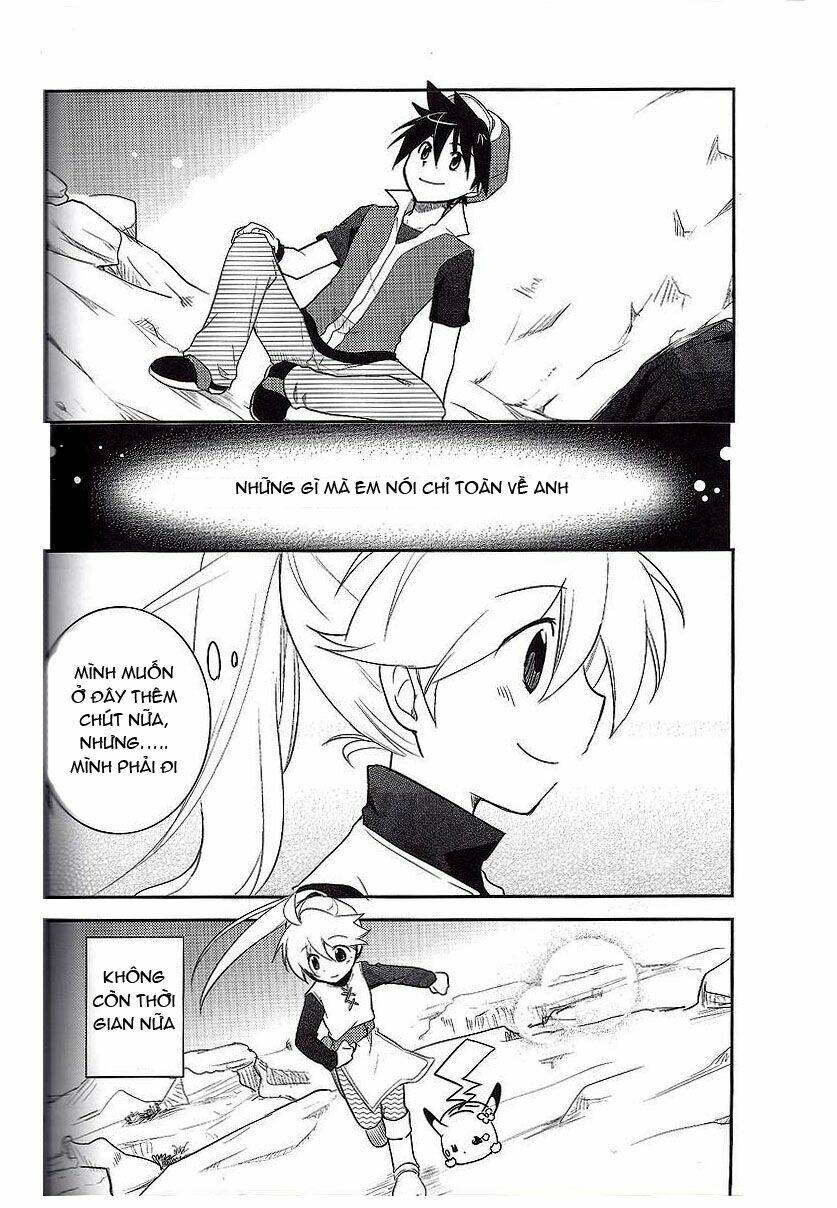 NHỮNG GÌ MÀ EM NÓI CHỈ TOÀN VỀ ANH
MÌNH MUỐN
Ở ĐÂY THÊM
CHÚT NỮA,
NHƯNG.....
MÌNH PHẢI ĐI
KHÔNG
CÒN THỜI
GIAN NỮA